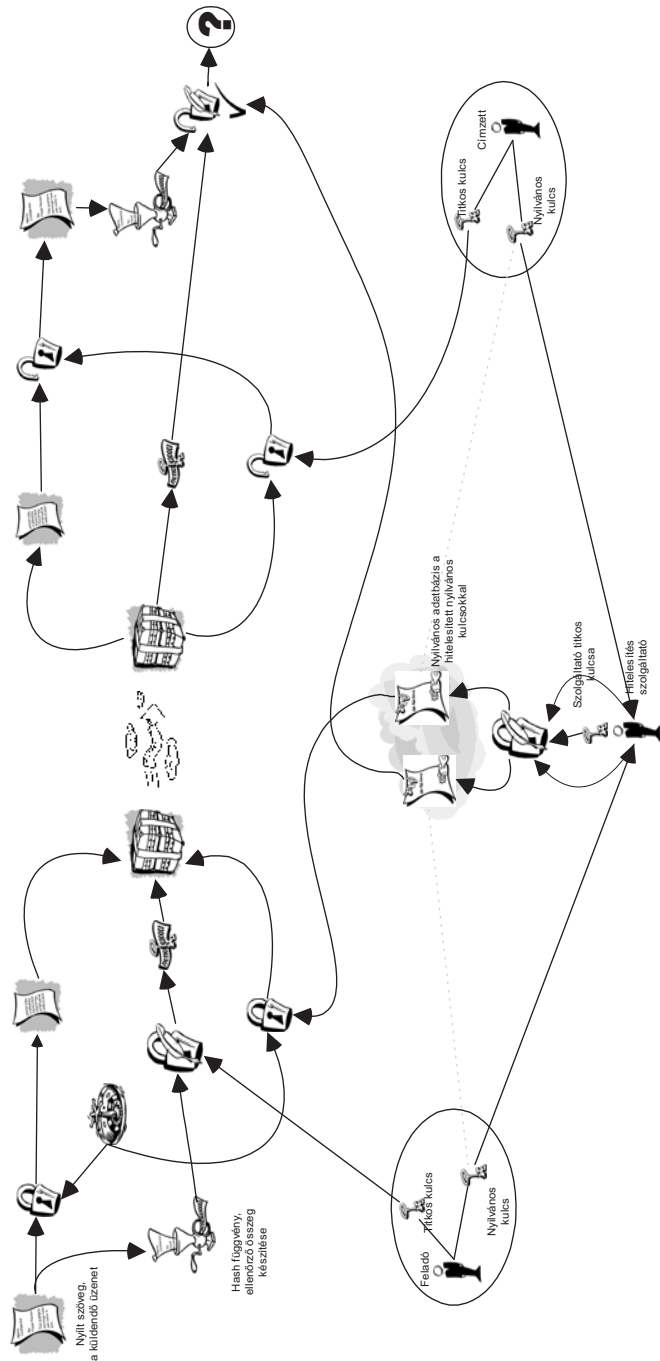 Nyílt szöveg,
a küldendő üzenet
Hash függvény,
ellenörző összeg
készítése
Feladó
Titkos kulcs
Nyilvános
kulcs
Nyilvános adatbázis a
hitelesített nyilvános
kulcsokkal
Szolgáltató titkos
kulcsa
Hitelesítés
szolgáltató
Titkos kulcs
Címzett
Nyilvános
kulcs
?